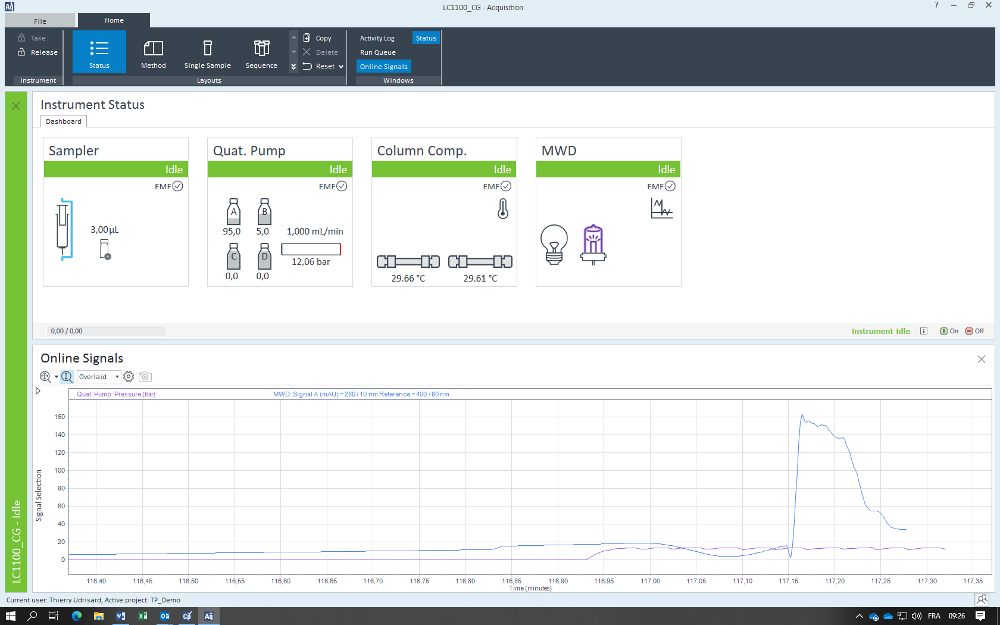 LC1100_CG - Acquisition
File
Home
Take
Release
Instrument
Status
Method
Single Sample
Sequence
Layouts
Copy
Delete
Reset
Activity Log
Status
Run Queue
Online Signals
Windows
Instrument Status
Dashboard
Sampler
Idle
EMF
3,00µL
Quat. Pump
Idle
EMF
A
B
95,0
5,0
1,000 mL/min
C
D
12,06 bar
0,0
0,0
Column Comp.
Idle
EMF
29.66 °C
29.61 °C
MWD
Idle
EMF
0,00 / 0,00
Instrument Idle
On
Off
LC1100_CG - Idle
Online Signals
Overlaid
Quat. Pump: Pressure (bar)
MWD: Signal A (mAU) = 280 / 10 nm Reference = 400 / 60 nm
Signal Selection
160
140
120
100
80
60
40
20
0
116,40 116,45 116,50 116,55 116,60 116,65 116,70 116,75 116,80 116,85 116,90 116,95 117,00 117,05 117,10 117,15 117,20 117,25 117,30 117,35
Time (minutes)
Current user: Thierry Udrisard, Active project: TP_Demo
FRA
09:26